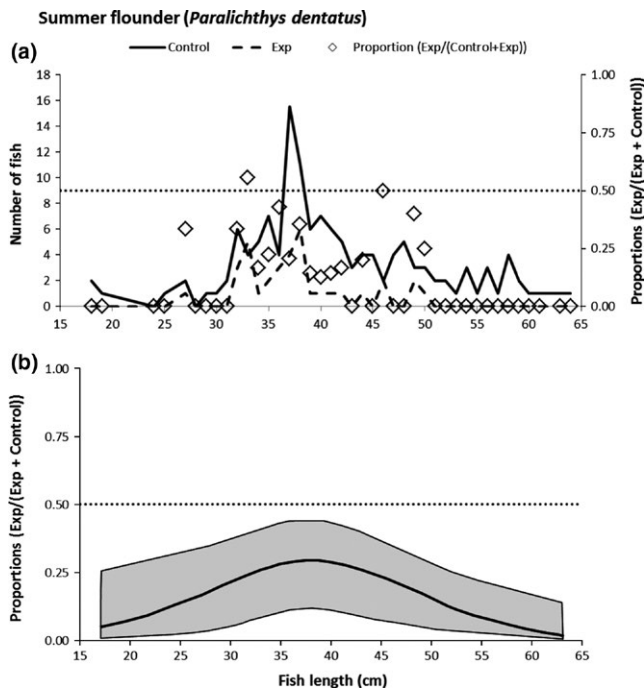 Summer flounder (Paralichthys dentatus)
(a)
Control Exp Proportion (Exp/(Control+Exp))
Number of fish
18
16
14
12
10
8
6
4
2
0
1.00
0.75
0.50
0.25
0.00
Proportions (Exp/(Exp + Control))
15 20 25 30 35 40 45 50 55 60 65
(b)
Proportions (Exp/(Exp + Control))
1.00
0.75
0.50
0.25
0.00
15 20 25 30 35 40 45 50 55 60 65
Fish length (cm)